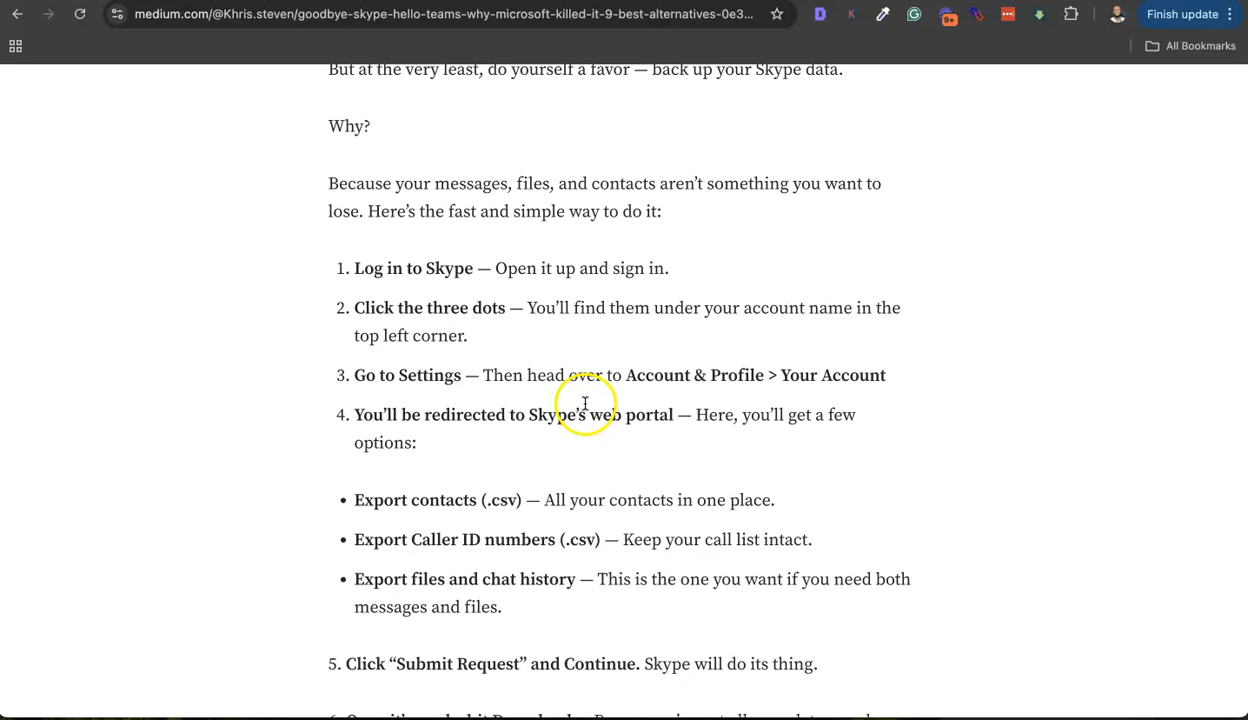 medium.com/@Khris.steven/goodbye-skype-hello-teams-why-microsoft-killed-it-9-best-alternatives-0e3...
9+
Finish update
All Bookmarks
But at the very least, do yourself a favor — back up your Skype data.
Why?
Because your messages, files, and contacts aren’t something you want to
lose. Here’s the fast and simple way to do it:
1. Log in to Skype — Open it up and sign in.
2. Click the three dots — You’ll find them under your account name in the
top left corner.
3. Go to Settings — Then head over to Account & Profile > Your Account
4. You’ll be redirected to Skype’s web portal — Here, you’ll get a few
options:
• Export contacts (.csv) — All your contacts in one place.
• Export Caller ID numbers (.csv) — Keep your call list intact.
• Export files and chat history — This is the one you want if you need both
messages and files.
5. Click “Submit Request” and Continue. Skype will do its thing.